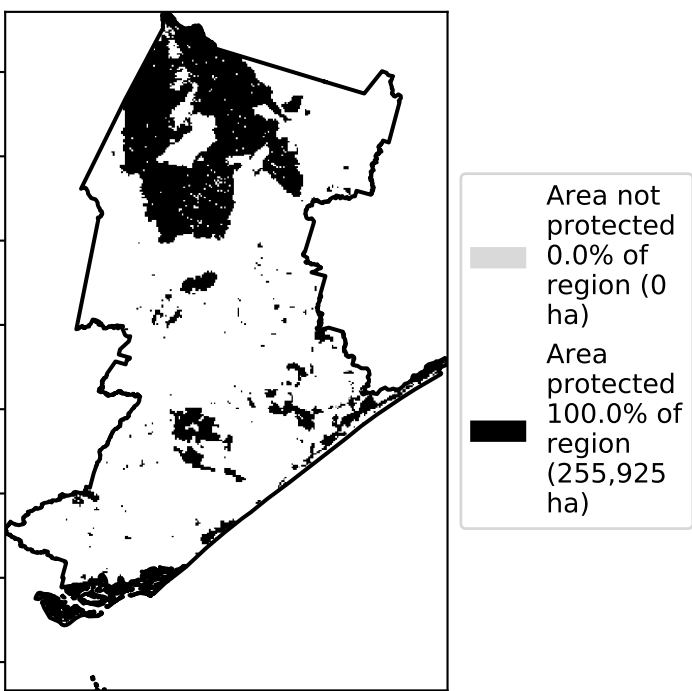 Area not
protected
0.0% of
region (0
ha)
Area
protected
100.0% of
region
(255,925
ha)